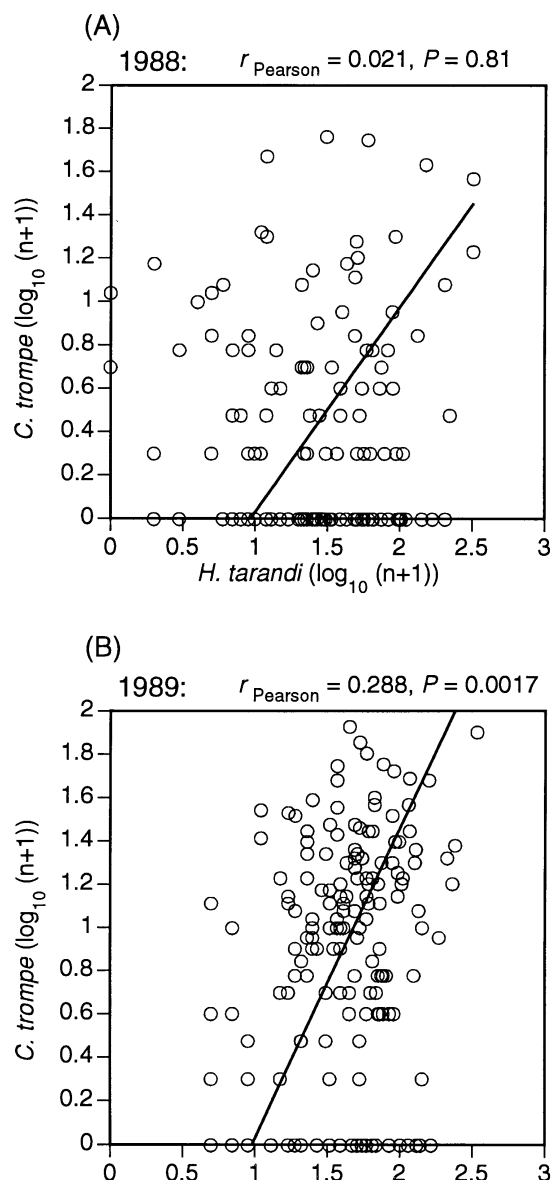 (A)
1988: r Pearson = 0.021, P = 0.81
2
1.8
1.6
1.4
1.2
1
0.8
0.6
0.4
0.2
0
C. trompe (log10 (n+1))
0 0.5 1 1.5 2 2.5 3
H. tarandi (log10 (n+1))
(B)
1989: r Pearson = 0.288, P = 0.0017
2
1.8
1.6
1.4
1.2
1
0.8
0.6
0.4
0.2
0
C. trompe (log10 (n+1))
0 0.5 1 1.5 2 2.5 3